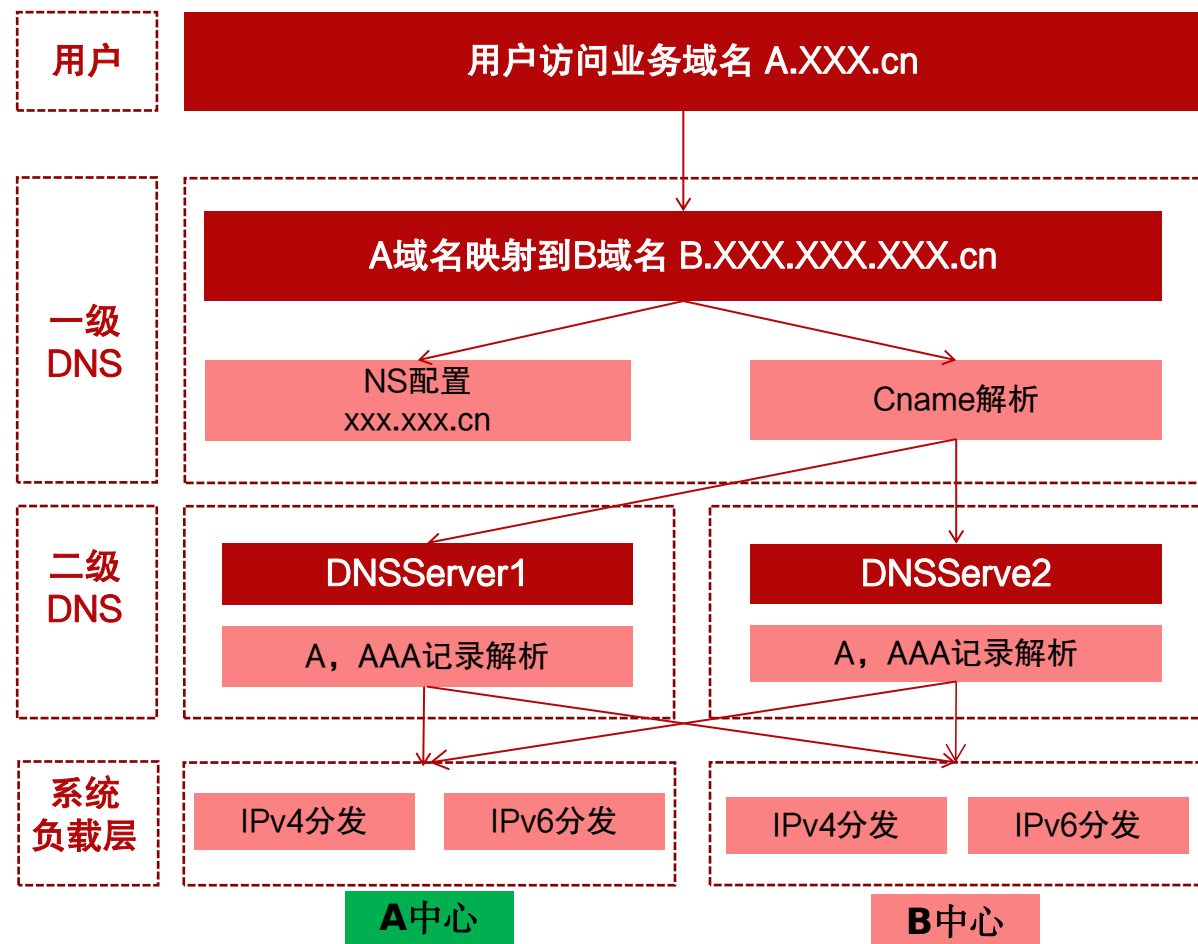 用户
用户访问业务域名 A.XXX.cn
一级
DNS
A域名映射到B域名 B.XXX.XXX.XXX.cn
NS配置
xxx.xxx.cn
Cname解析
二级
DNS
DNSServer1
A，AAA记录解析
DNSServe2
A，AAA记录解析
系统
负载层
IPv4分发
IPv6分发
IPv4分发
IPv6分发
A中心
B中心